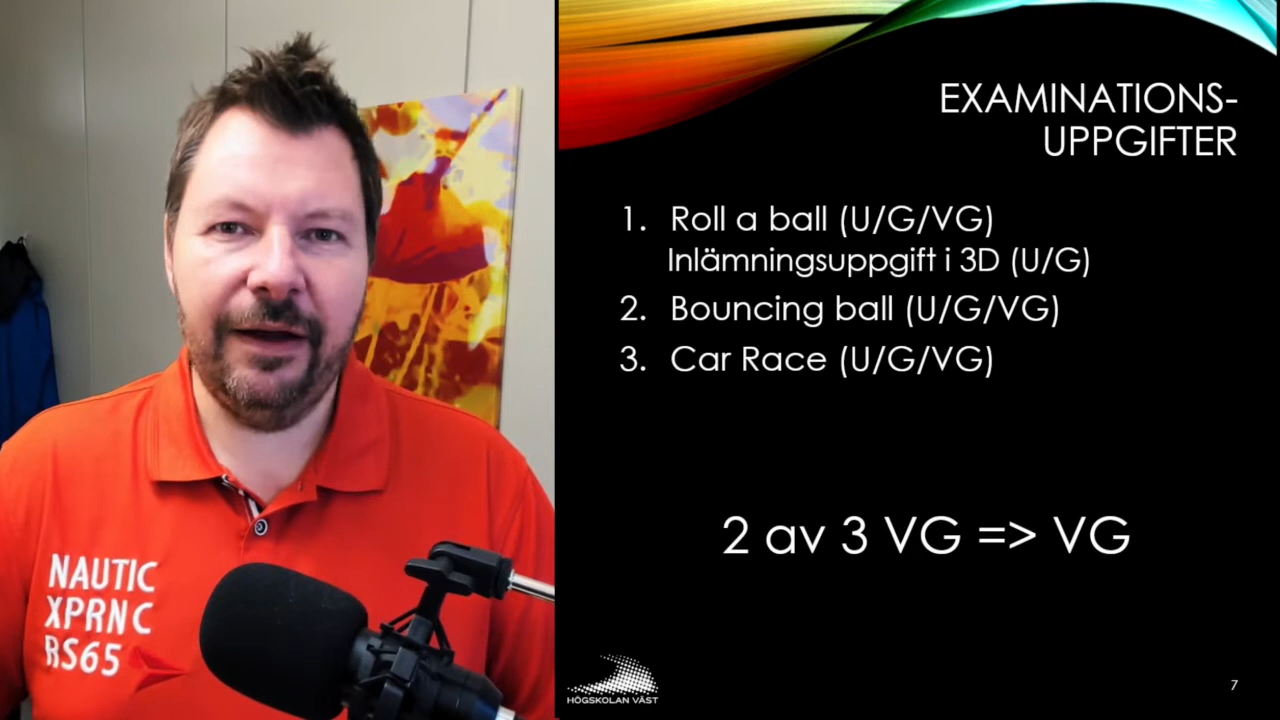 NAUTIC
XPRNC
RS65
EXAMINATIONS-
UPPGIFTER
1. Roll a ball (U/G/VG)
Inlämningsuppgift i 3D (U/G)
2. Bouncing ball (U/G/VG)
3. Car Race (U/G/VG)
2 av 3 VG => VG
HÖGSKOLAN VÄST
7